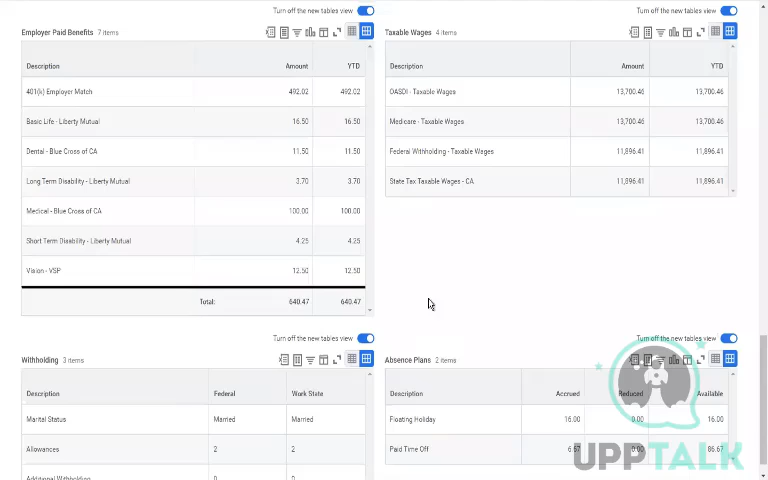 Turn off the new tables view
Employer Paid Benefits 7 items
Description Amount YTD
401(k) Employer Match 492.02 492.02
Basic Life - Liberty Mutual 16.50 16.50
Dental - Blue Cross of CA 11.50 11.50
Long Term Disability - Liberty Mutual 3.70 3.70
Medical - Blue Cross of CA 100.00 100.00
Short Term Disability - Liberty Mutual 4.25 4.25
Vision - VSP 12.50 12.50
Total: 640.47 640.47
Turn off the new tables view
Taxable Wages 4 items
Description Amount YTD
OASDI - Taxable Wages 13,700.46 13,700.46
Medicare - Taxable Wages 13,700.46 13,700.46
Federal Withholding - Taxable Wages 11,896.41 11,896.41
State Tax Taxable Wages - CA 11,896.41 11,896.41
Turn off the new tables view
Withholding 3 items
Description Federal Work State
Marital Status Married Married
Allowances 2 2
Additional Withholding 0 0
Turn off the new tables view
Absence Plans 2 items
Description Accrued Reduced Available
Floating Holiday 16.00 0.00 16.00
Paid Time Off 6.67 0.00 86.67
UPPTALK